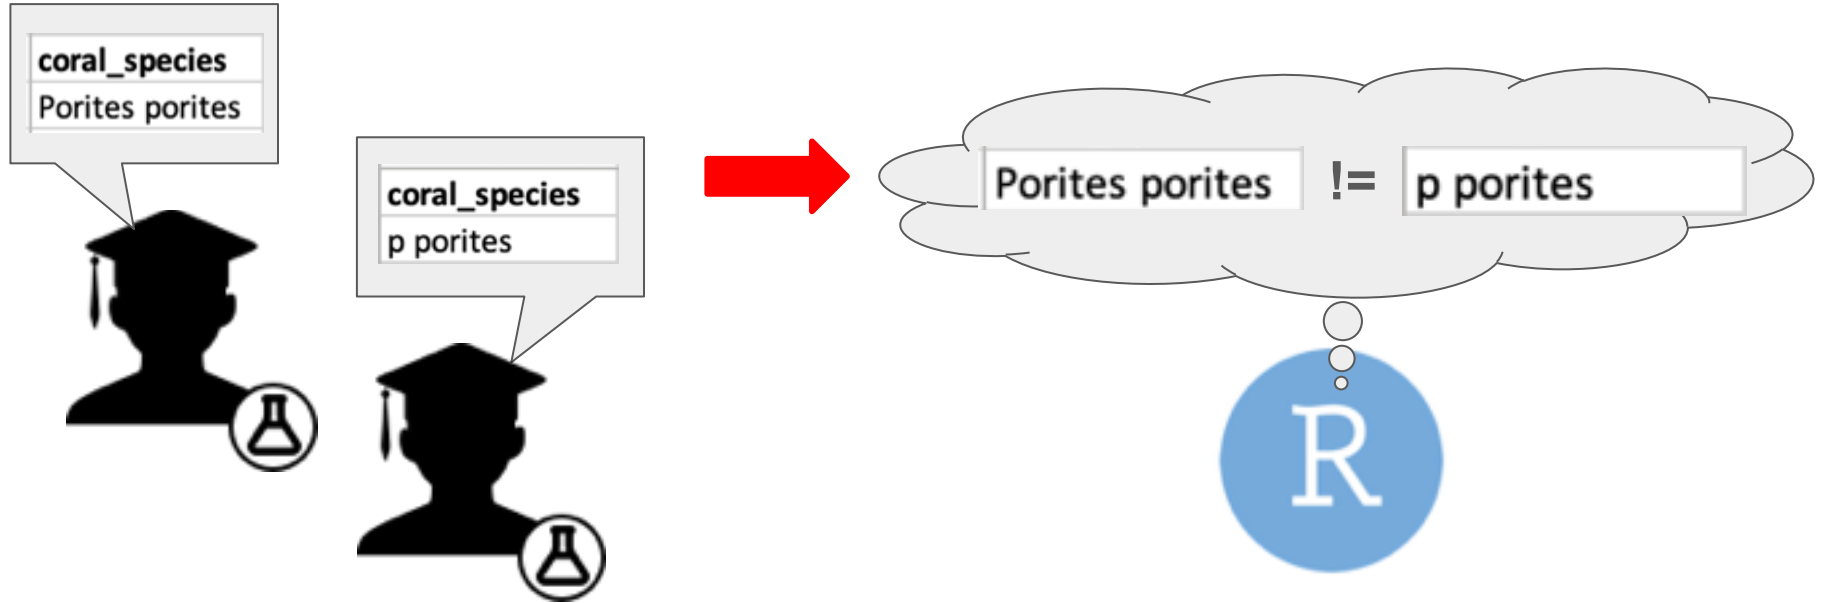 coral_species
Porites porites
coral_species
p porites
Porites porites != p porites
R